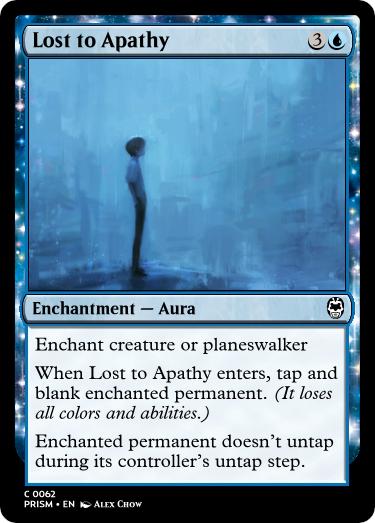 Lost to Apathy 3
Enchantment — Aura
Enchant creature or planeswalker
When Lost to Apathy enters, tap and
blank enchanted permanent. (It loses
all colors and abilities.)
Enchanted permanent doesn't untap
during its controller's untap step.
C 0062
PRISM • EN Alex Chow